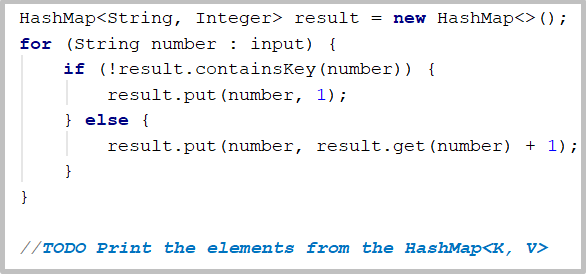 HashMap<String, Integer> result = new HashMap<>();
for (String number : input) {
if (!result.containsKey(number)) {
result.put(number, 1);
} else {
result.put(number, result.get(number) + 1);
}
}
//TODO Print the elements from the HashMap<K, V>